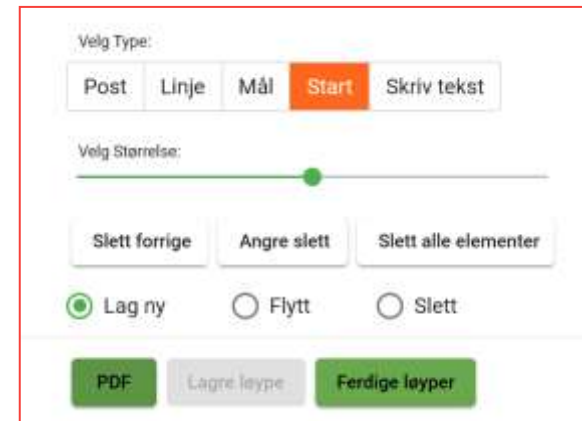 Velg Type:
Post Linje Mål Start Skriv tekst
Velg Størrelse:
Slett forrige Angre slett Slett alle elementer
Lag ny Flytt Slett
PDF Lagre løype Ferdige løyper